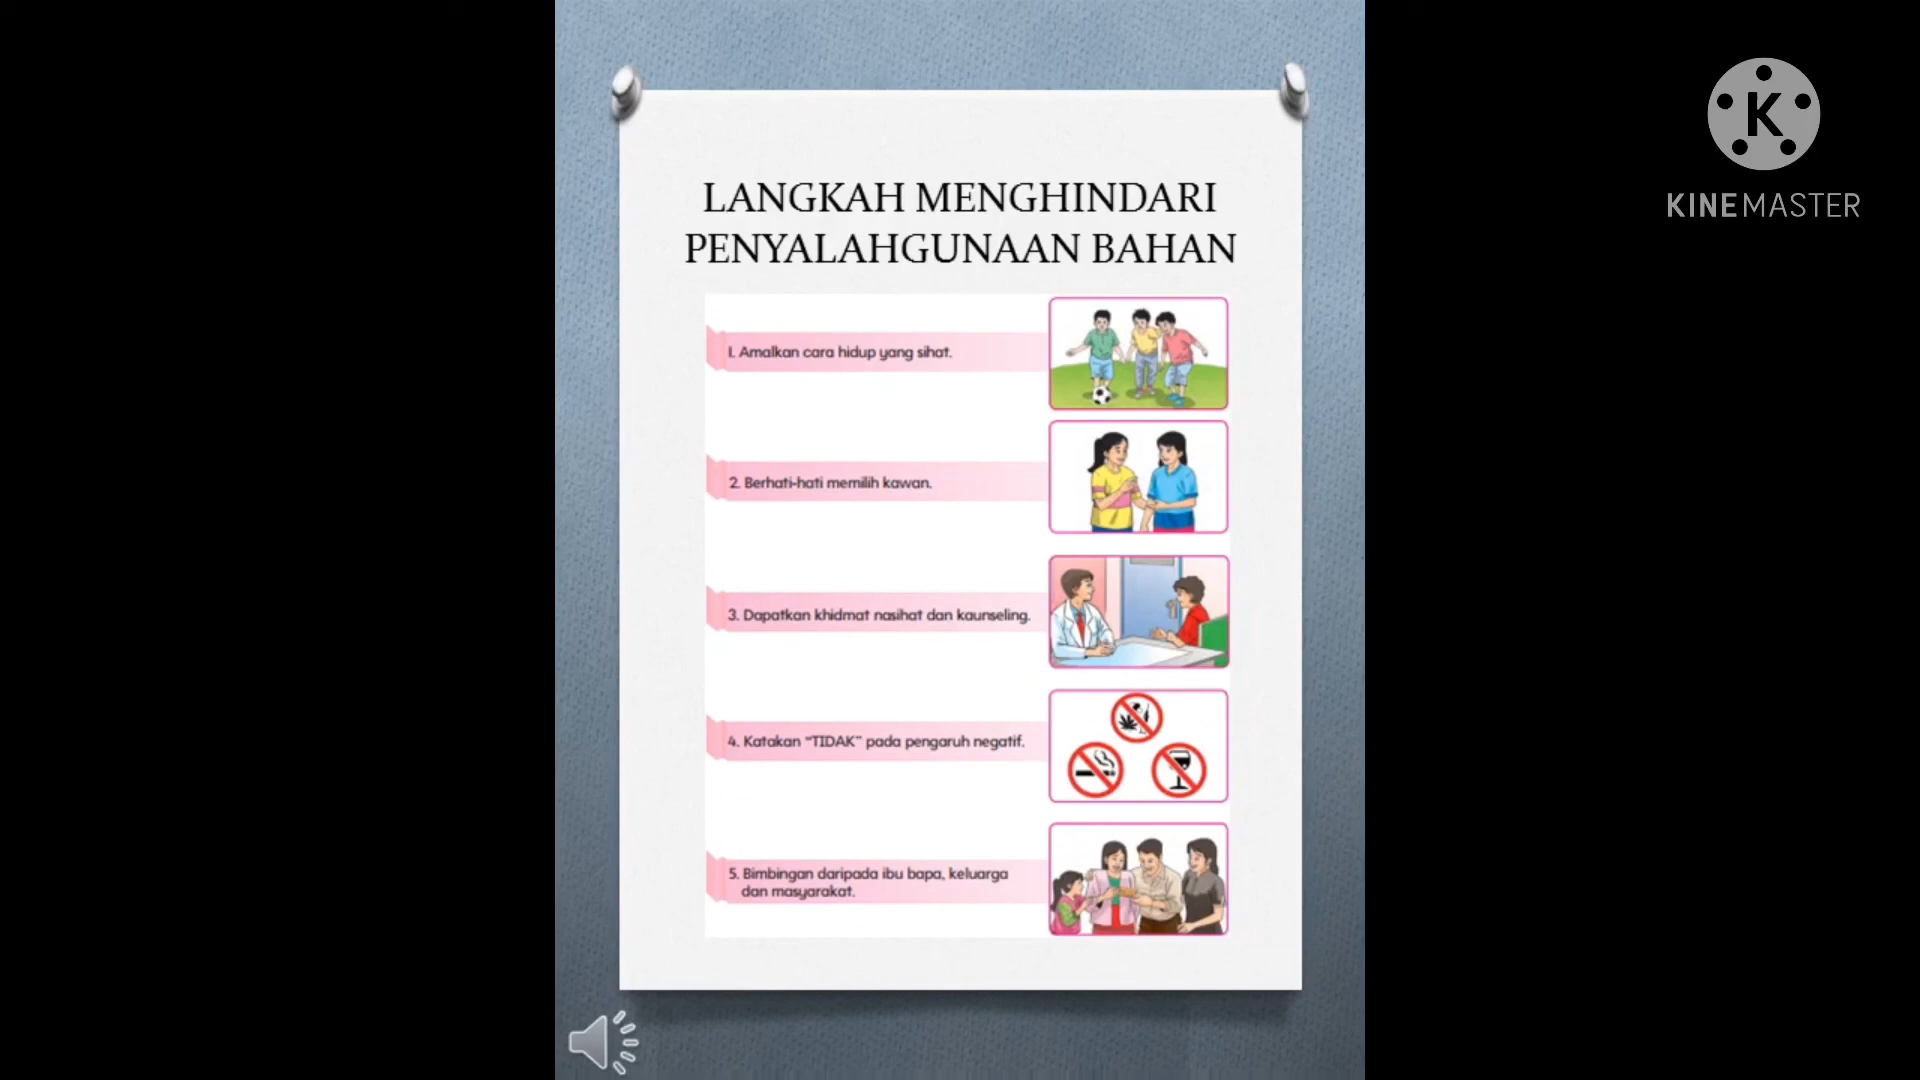 LANGKAH MENGHINDARI
PENYALAHGUNAAN BAHAN
1. Amalkan cara hidup yang sihat.
2. Berhati-hati memilih kawan.
3. Dapatkan khidmat nasihat dan kaunseling.
4. Katakan “TIDAK” pada pengaruh negatif.
5. Bimbingan daripada ibu bapa, keluarga
dan masyarakat.
K
KINEMASTER